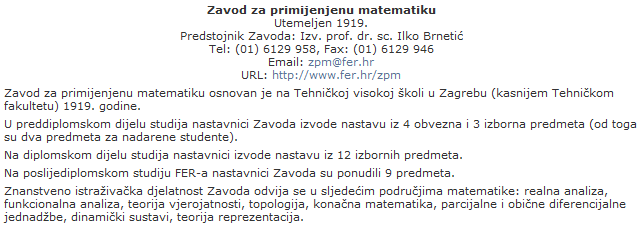 Zavod za primijenjenu matematiku
Utemeljen 1919.
Predstojnik Zavoda: Izv. prof. dr. sc. Ilko Brnetić
Tel: (01) 6129 958, Fax: (01) 6129 946
Email: zpm@fer.hr
URL: http://www.fer.hr/zpm
Zavod za primijenjenu matematiku osnovan je na Tehničkoj visokoj školi u Zagrebu (kasnijem Tehničkom
fakultetu) 1919. godine.
U preddiplomskom dijelu studija nastavnici Zavoda izvode nastavu iz 4 obvezna i 3 izborna predmeta (od toga
su dva predmeta za nadarene studente).
Na diplomskom dijelu studija nastavnici izvode nastavu iz 12 izbornih predmeta.
Na poslijediplomskom studiju FER-a nastavnici Zavoda su ponudili 9 predmeta.
Znanstveno istraživačka djelatnost Zavoda odvija se u sljedećim područjima matematike: realna analiza,
funkcionalna analiza, teorija vjerojatnosti, topologija, konačna matematika, parcijalne i obične diferencijalne
jednadžbe, dinamički sustavi, teorija reprezentacija.